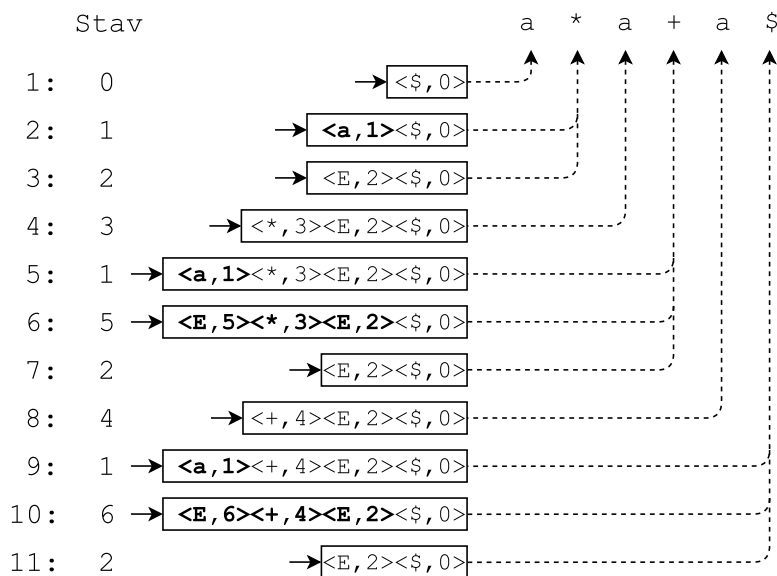 Stav a * a + a $
1: 0 <$,0>
2: 1 <a,1><$,0>
3: 2 <E,2><$,0>
4: 3 <*,3><E,2><$,0>
5: 1 <a,1><*,3><E,2><$,0>
6: 5 <E,5><*,3><E,2><$,0>
7: 2 <E,2><$,0>
8: 4 <+,4><E,2><$,0>
9: 1 <a,1><+,4><E,2><$,0>
10: 6 <E,6><+,4><E,2><$,0>
11: 2 <E,2><$,0>